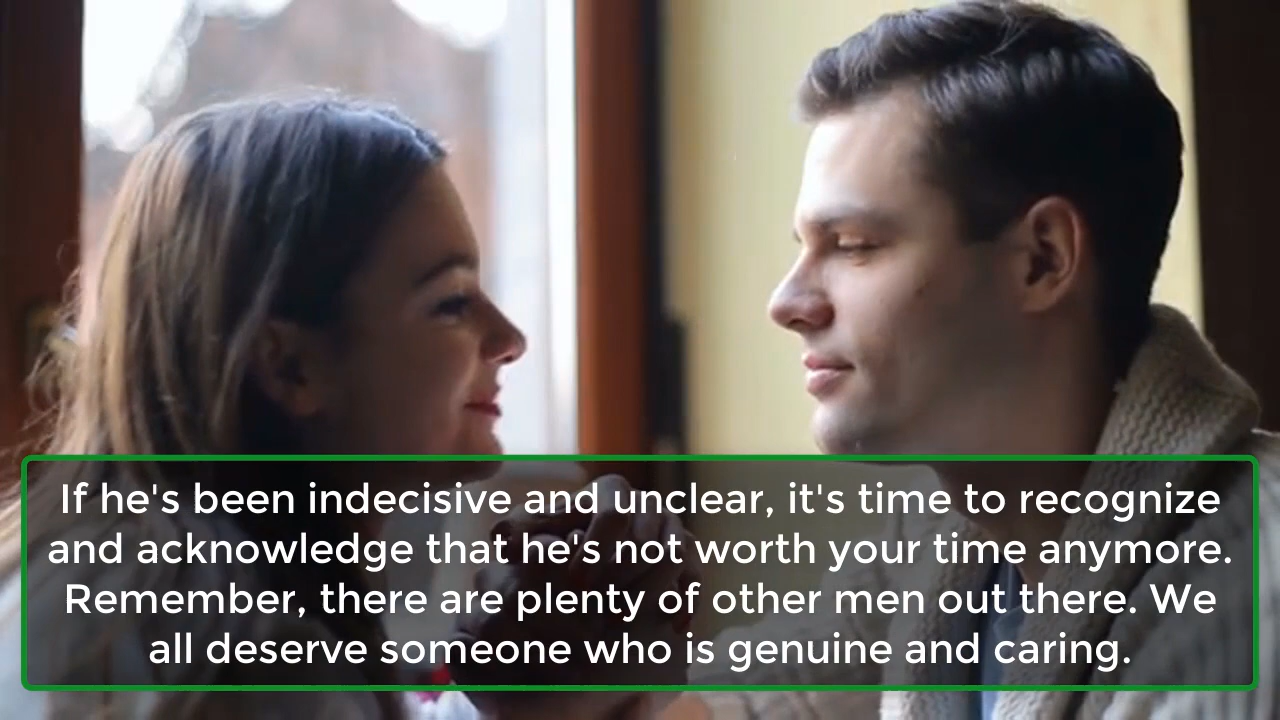 If he's been indecisive and unclear, it's time to recognize
and acknowledge that he's not worth your time anymore.
Remember, there are plenty of other men out there. We
all deserve someone who is genuine and caring.